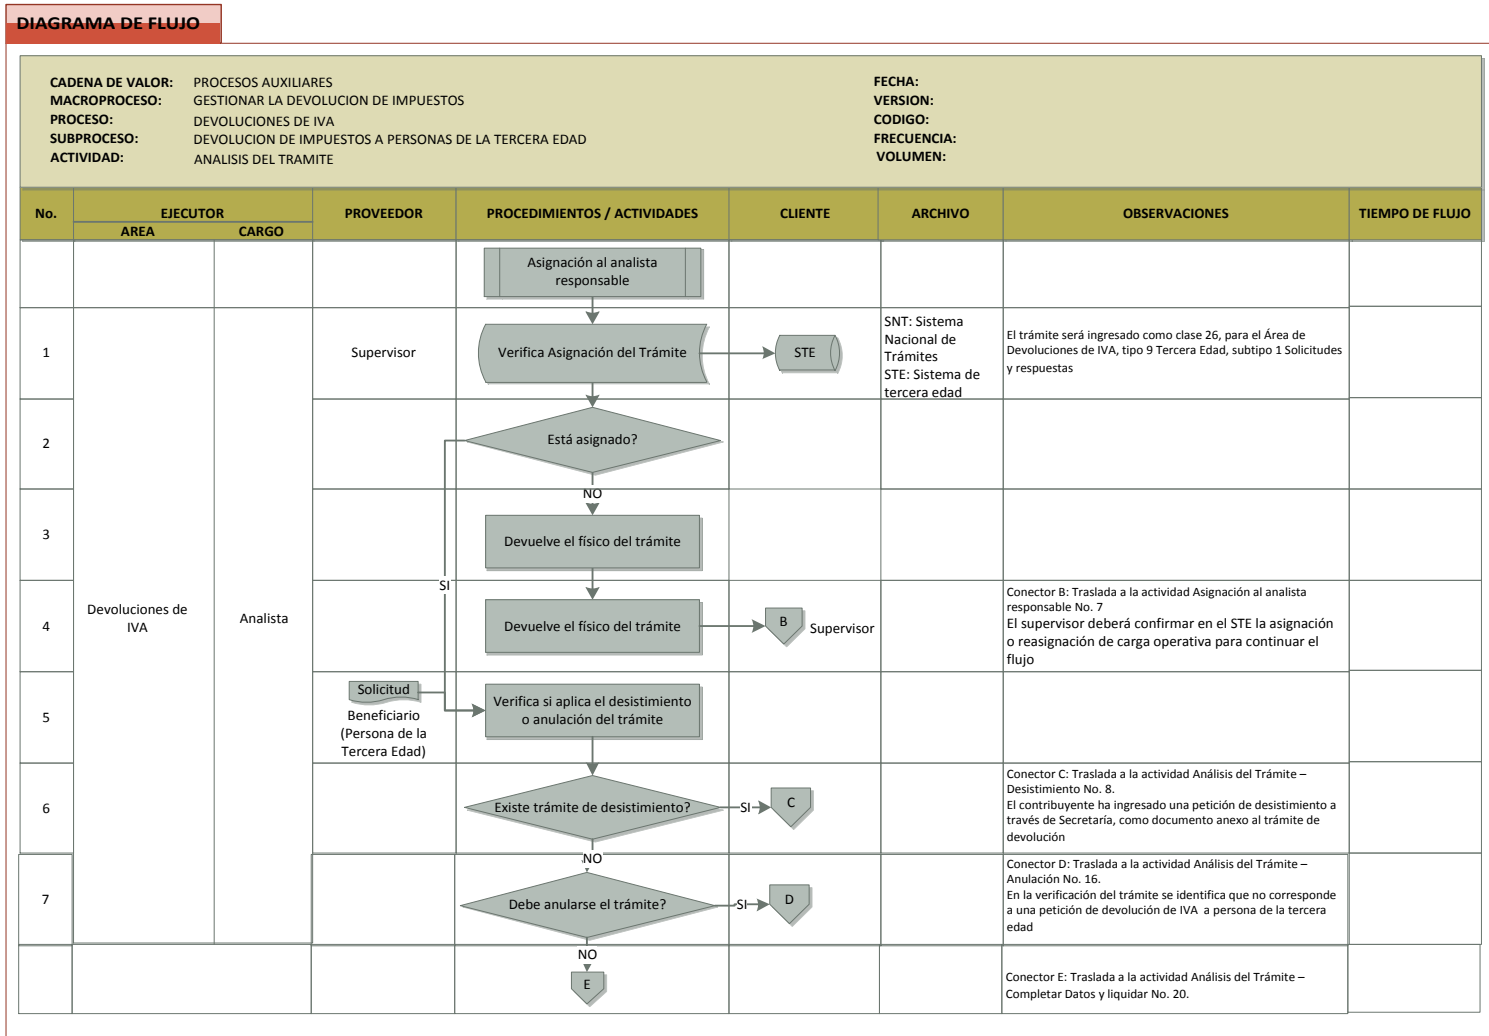 DIAGRAMA DE FLUJO
CADENA DE VALOR: PROCESOS AUXILIARES
MACROPROCESO: GESTIONAR LA DEVOLUCION DE IMPUESTOS
PROCESO: DEVOLUCIONES DE IVA
SUBPROCESO: DEVOLUCION DE IMPUESTOS A PERSONAS DE LA TERCERA EDAD
ACTIVIDAD: ANALISIS DEL TRAMITE
FECHA:
VERSION:
CODIGO:
FRECUENCIA:
VOLUMEN:
No.
EJECUTOR
AREA
CARGO
PROVEEDOR
PROCEDIMIENTOS / ACTIVIDADES
CLIENTE
ARCHIVO
OBSERVACIONES
TIEMPO DE FLUJO
Asignación al analista
responsable
1
Supervisor
Verifica Asignación del Trámite
STE
SNT: Sistema
Nacional de
Trámites
STE: Sistema de
tercera edad
El trámite será ingresado como clase 26, para el Área de
Devoluciones de IVA, tipo 9 Tercera Edad, subtipo 1 Solicitudes
y respuestas
2
Está asignado?
NO
3
Devuelve el físico del trámite
SI
Devoluciones de
IVA
Analista
4
Devuelve el físico del trámite
B
Supervisor
Conector B: Traslada a la actividad Asignación al analista
responsable No. 7
El supervisor deberá confirmar en el STE la asignación
o reasignación de carga operativa para continuar el
flujo
5
Solicitud
Beneficiario
(Persona de la
Tercera Edad)
Verifica si aplica el desistimiento
o anulación del trámite
6
Existe trámite de desistimiento?
SI
C
Conector C: Traslada a la actividad Análisis del Trámite –
Desistimiento No. 8.
El contribuyente ha ingresado una petición de desistimiento a
través de Secretaría, como documento anexo al trámite de
devolución
NO
7
Debe anularse el trámite?
SI
D
Conector D: Traslada a la actividad Análisis del Trámite –
Anulación No. 16.
En la verificación del trámite se identifica que no corresponde
a una petición de devolución de IVA a persona de la tercera
edad
NO
E
Conector E: Traslada a la actividad Análisis del Trámite –
Completar Datos y liquidar No. 20.